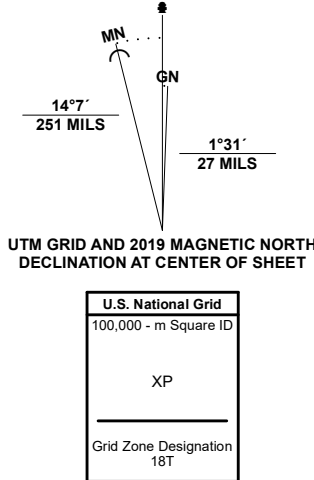 MN
GN
14°7´
251 MILS
1°31´
27 MILS
UTM GRID AND 2019 MAGNETIC NORTH
DECLINATION AT CENTER OF SHEET
U.S. National Grid
100,000 - m Square ID
XP
Grid Zone Designation
18T